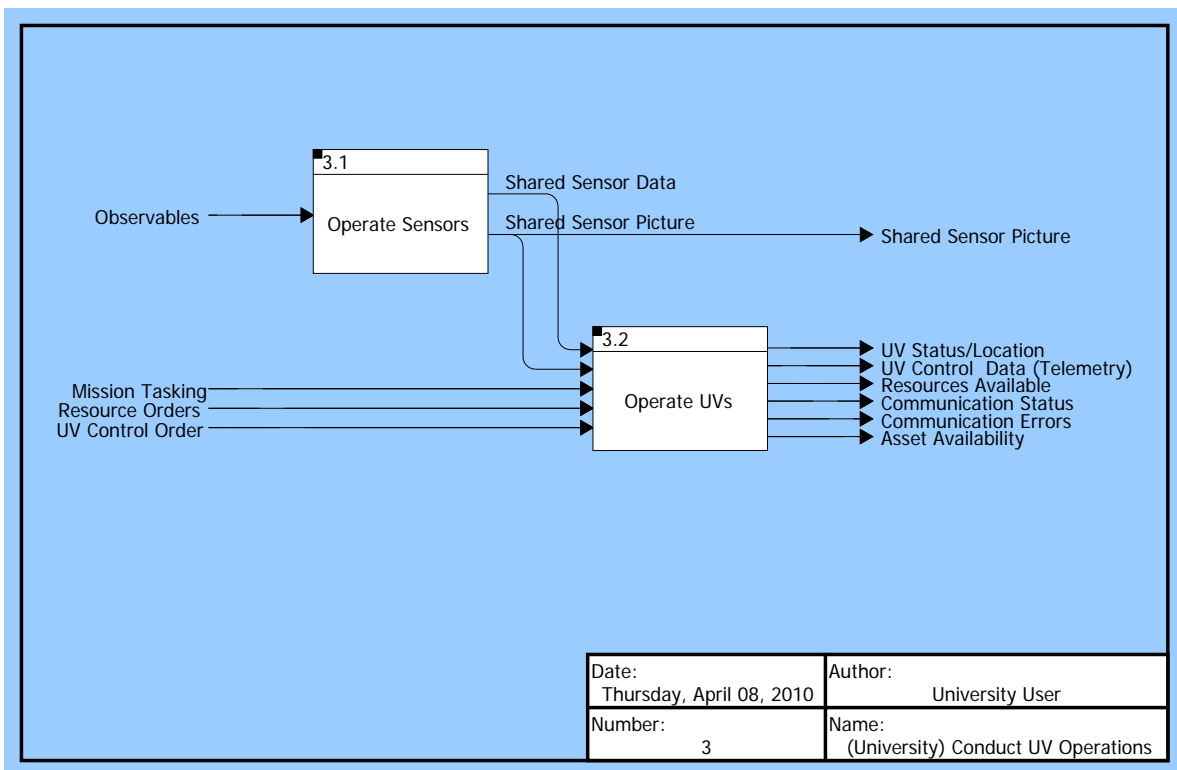 3.1
Operate Sensors
Observables
Shared Sensor Data
Shared Sensor Picture
Shared Sensor Picture
3.2
Operate UVs
Mission Tasking
Resource Orders
UV Control Order
UV Status/Location
UV Control  Data (Telemetry)
Resources Available
Communication Status
Communication Errors
Asset Availability
Date:
Thursday, April 08, 2010
Author:
University User
Number:
3
Name:
(University) Conduct UV Operations